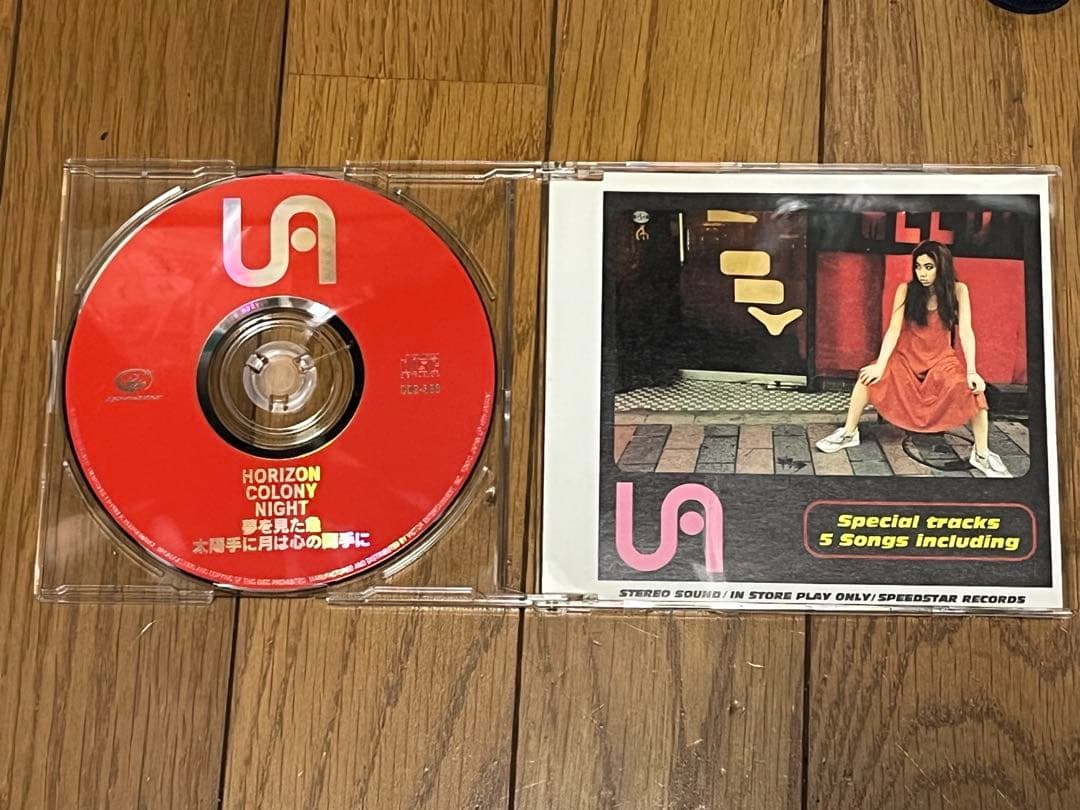 UA
HORIZON
COLONY
NIGHT
夢を見た魚
太陽手に月は心の両手に
UA
Special tracks
5 Songs including
STEREO SOUND/IN STORE PLAY ONLY/SPEEDSTAR RECORDS